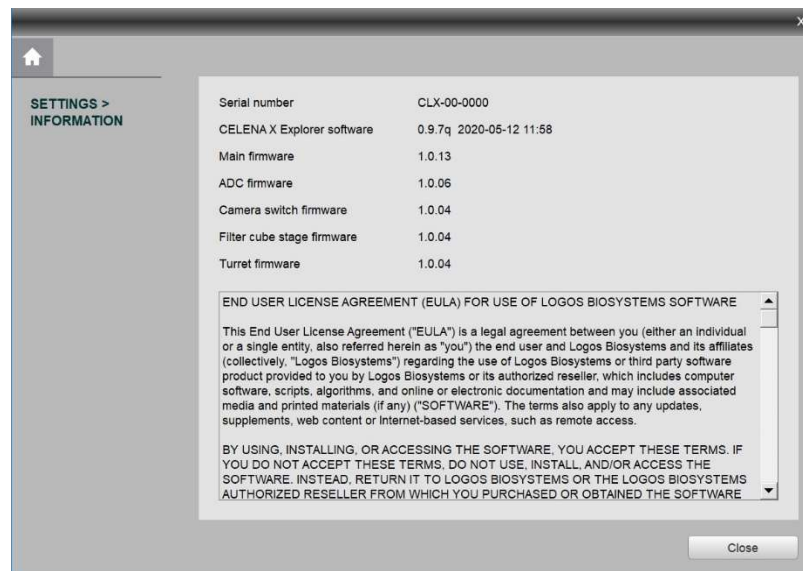 X
SETTINGS >
INFORMATION
Serial number CLX-00-0000
CELENA X Explorer software 0.9.7q 2020-05-12 11:58
Main firmware 1.0.13
ADC firmware 1.0.06
Camera switch firmware 1.0.04
Filter cube stage firmware 1.0.04
Turret firmware 1.0.04
END USER LICENSE AGREEMENT (EULA) FOR USE OF LOGOS BIOSYSTEMS SOFTWARE
This End User License Agreement ("EULA") is a legal agreement between you (either an individual
or a single entity, also referred herein as "you") the end user and Logos Biosystems and its affiliates
(collectively, "Logos Biosystems") regarding the use of Logos Biosystems or third party software
product provided to you by Logos Biosystems or its authorized reseller, which includes computer
software, scripts, algorithms, and online or electronic documentation and may include associated
media and printed materials (if any) ("SOFTWARE"). The terms also apply to any updates,
supplements, web content or Internet-based services, such as remote access.
BY USING, INSTALLING, OR ACCESSING THE SOFTWARE, YOU ACCEPT THESE TERMS. IF
YOU DO NOT ACCEPT THESE TERMS, DO NOT USE, INSTALL, AND/OR ACCESS THE
SOFTWARE. INSTEAD, RETURN IT TO LOGOS BIOSYSTEMS OR THE LOGOS BIOSYSTEMS
AUTHORIZED RESELLER FROM WHICH YOU PURCHASED OR OBTAINED THE SOFTWARE
Close